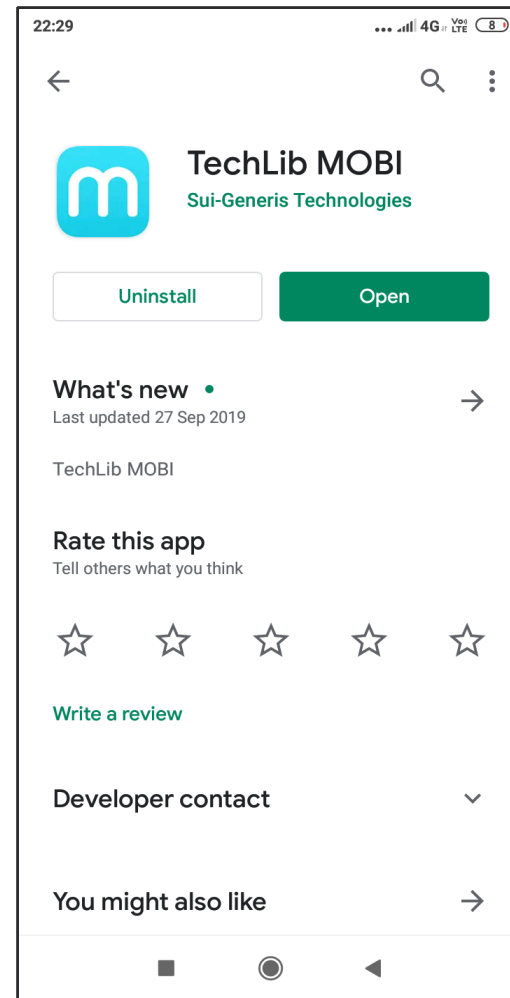 22:29
4G
Vo))
LTE
8
m
TechLib MOBI
Sui-Generis Technologies
Uninstall
Open
What's new
Last updated 27 Sep 2019
TechLib MOBI
Rate this app
Tell others what you think
Write a review
Developer contact
You might also like